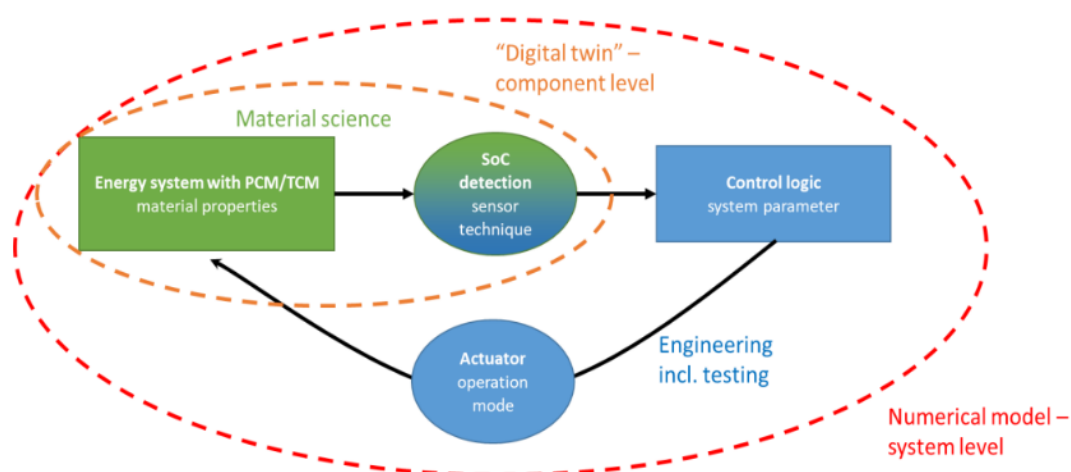 “Digital twin” –
component level
Material science
Energy system with PCM/TCM
material properties
SoC
detection
sensor
technique
Control logic
system parameter
Actuator
operation
mode
Engineering
incl. testing
Numerical model –
system level